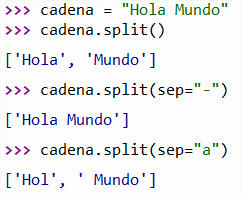 >>> cadena = "Hola Mundo"
>>> cadena.split()
['Hola', 'Mundo']
>>> cadena.split(sep="-")
['Hola Mundo']
>>> cadena.split(sep="a")
['Hol', ' Mundo']